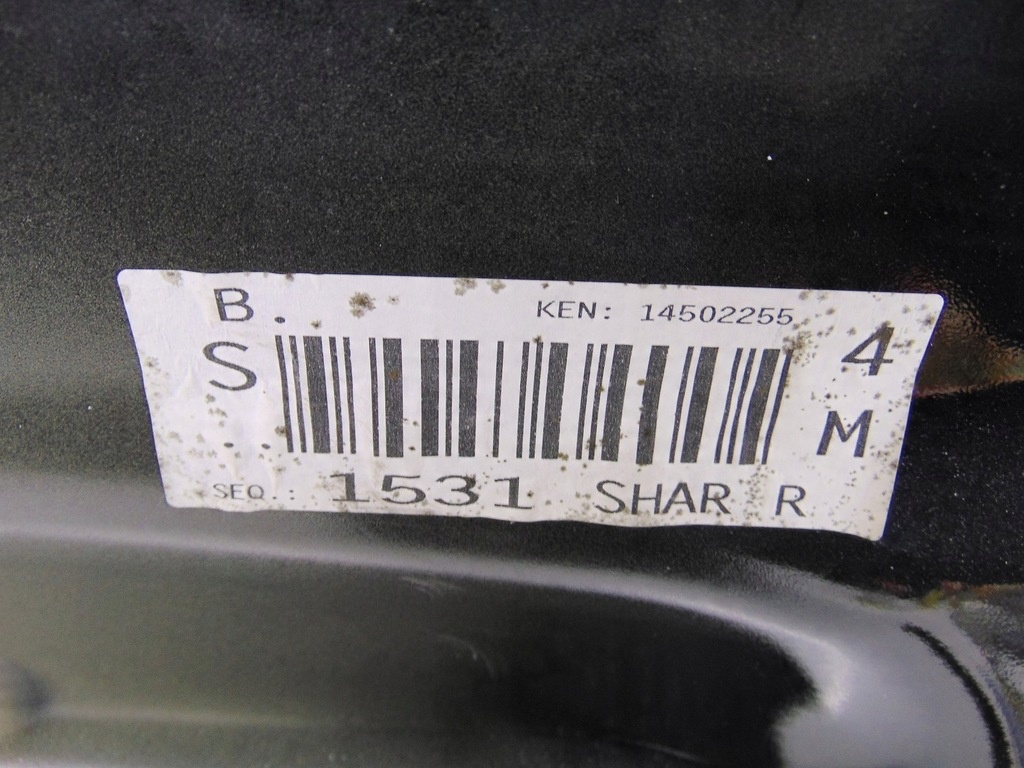 B. KEN: 14502255
S 4
.. M
SEQ.: 1531 SHAR R